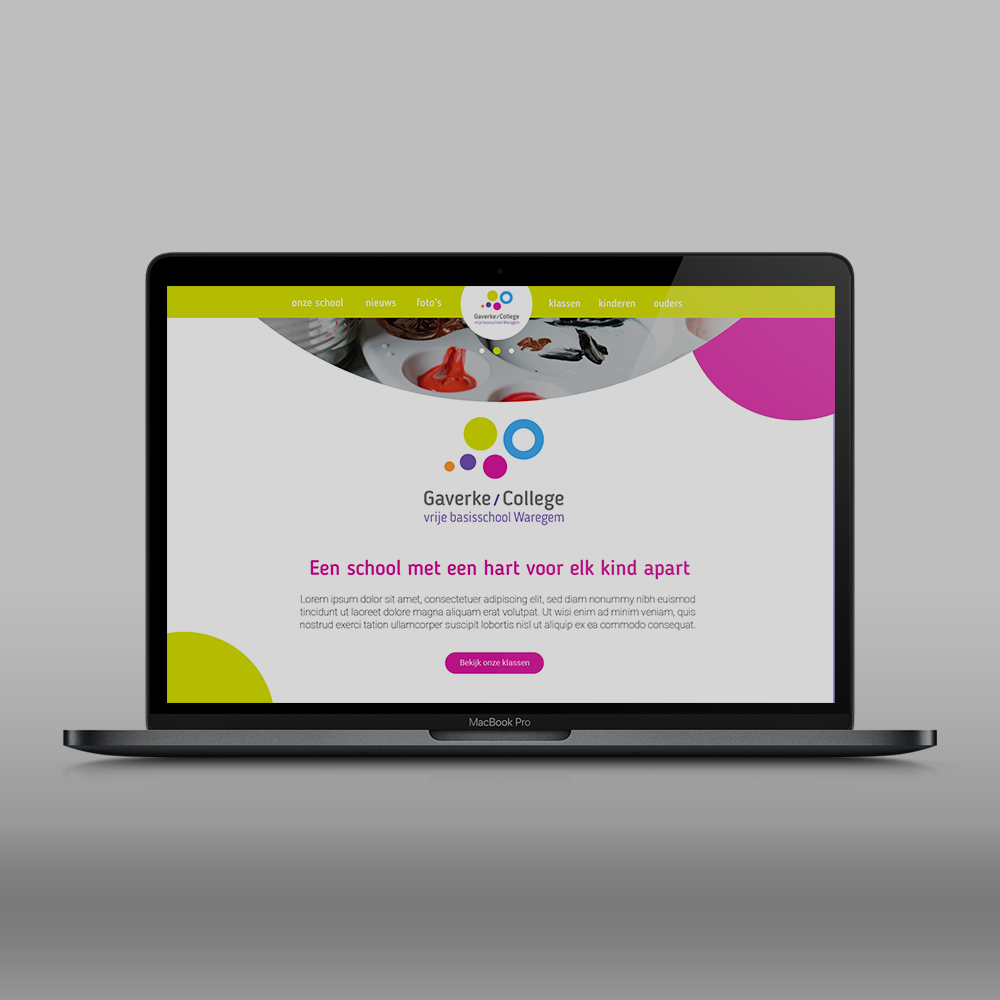 onze school nieuws foto's Gaverke/College klassen kinderen ouders
vrije basisschool Waregem
Gaverke/College
vrije basisschool Waregem
Een school met een hart voor elk kind apart
Lorem ipsum dolor sit amet, consectetuer adipiscing elit, sed diam nonummy nibh euismod
tincidunt ut laoreet dolore magna aliquam erat volutpat. Ut wisi enim ad minim veniam, quis
nostrud exerci tation ullamcorper suscipit lobortis nisl ut aliquip ex ea commodo consequat.
Bekijk onze klassen
MacBook Pro